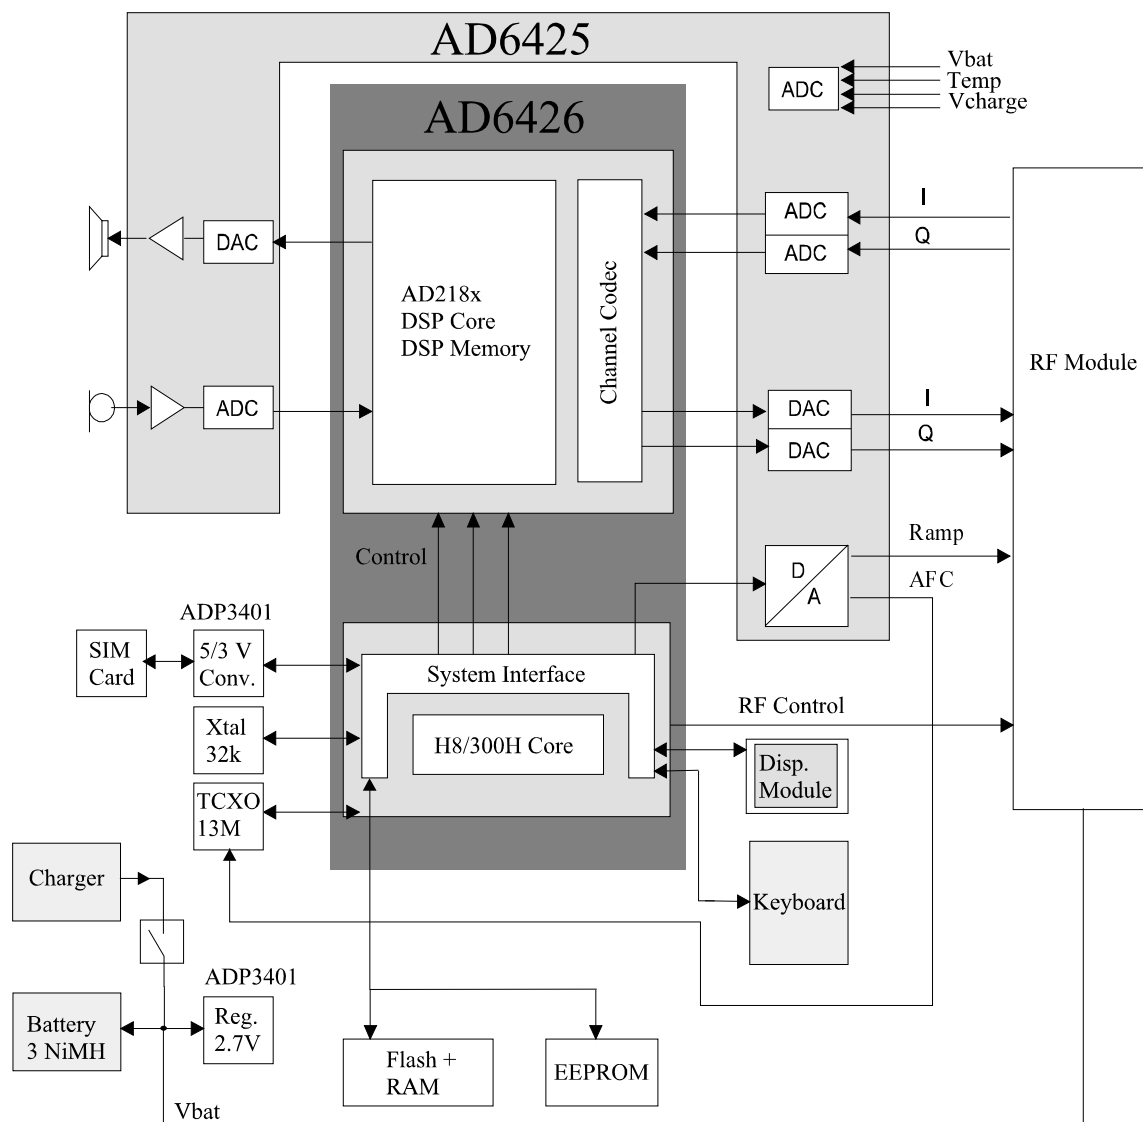 AD6425
Vbat
Temp
Vcharge
ADC
AD6426
I
Q
ADC
ADC
DAC
AD218x
DSP Core
DSP Memory
Channel Codec
RF Module
ADC
I
Q
DAC
DAC
Control
Ramp
AFC
D
A
ADP3401
SIM
Card
5/3 V
Conv.
System Interface
RF Control
Xtal
32k
H8/300H Core
Disp.
Module
TCXO
13M
Charger
Keyboard
ADP3401
Battery
3 NiMH
Reg.
2.7V
Flash +
RAM
EEPROM
Vbat